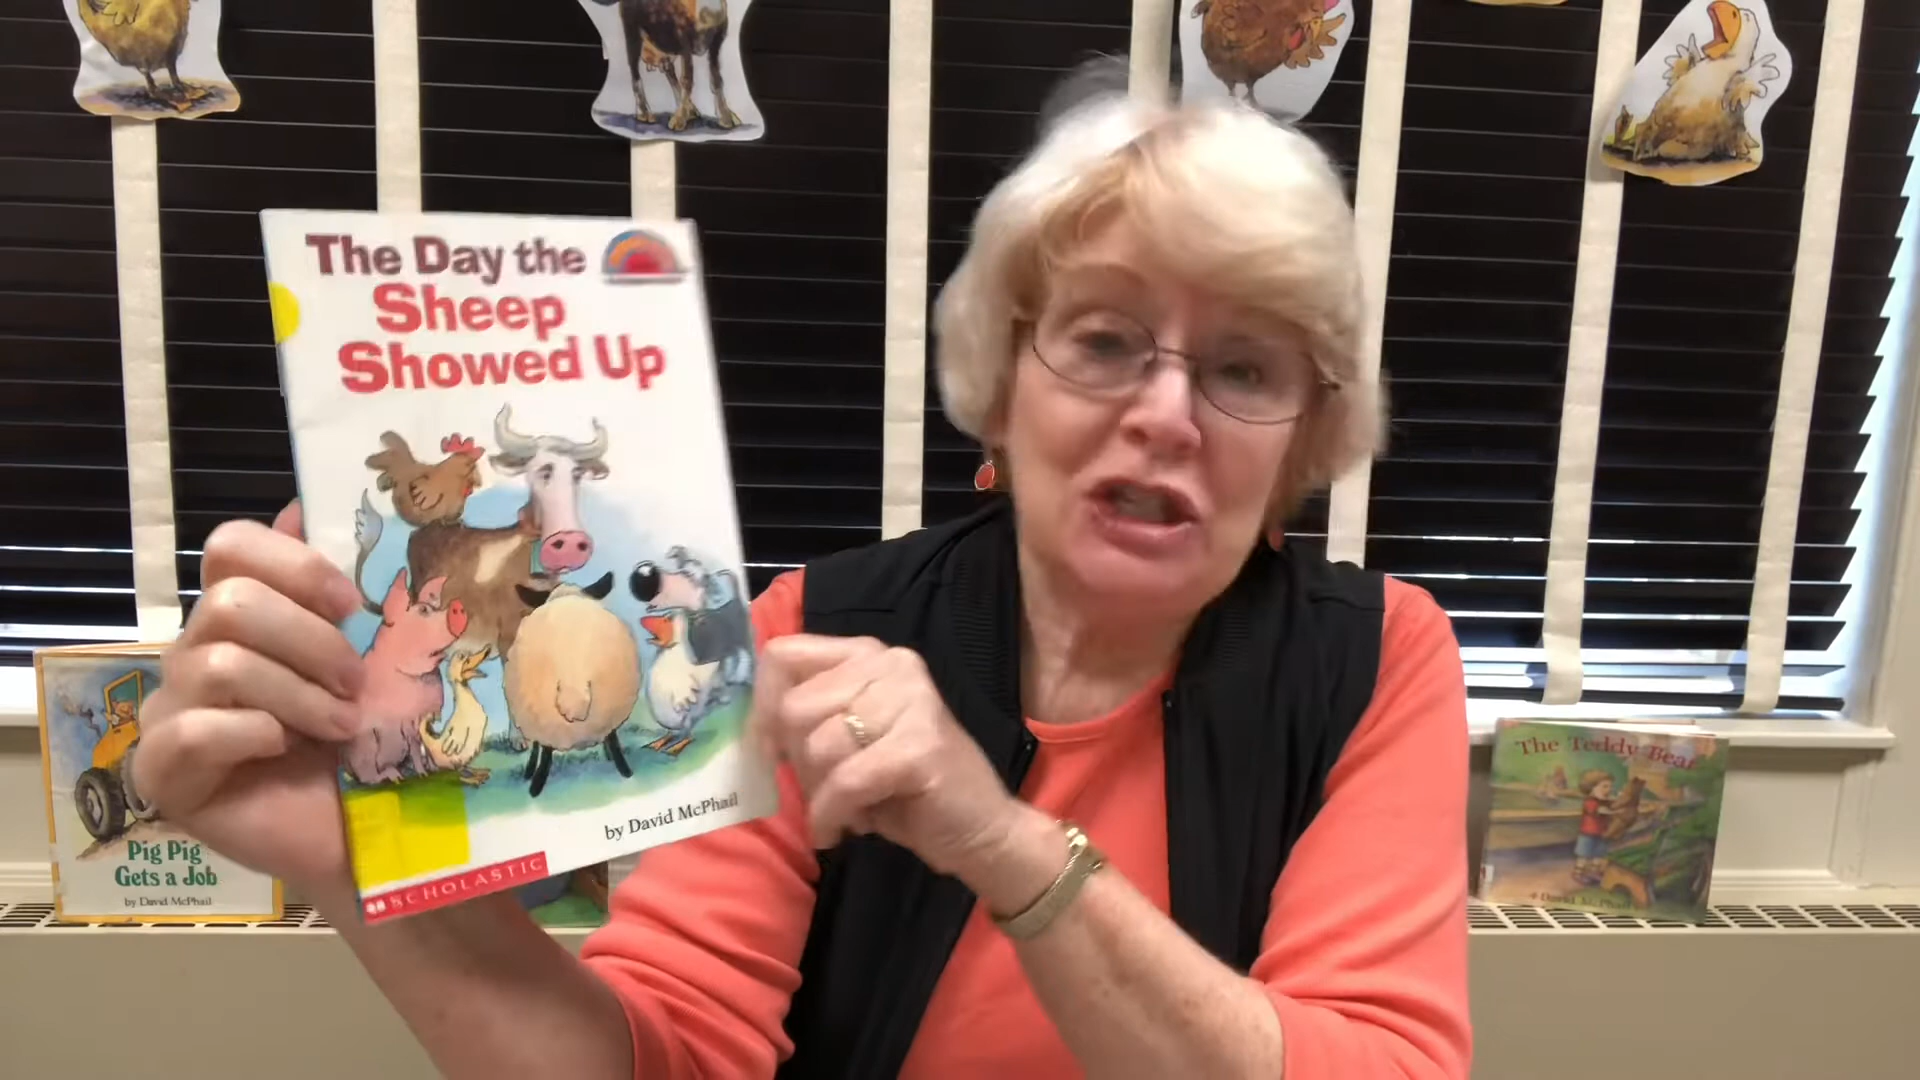 The Day the
Sheep
Showed Up
by David McPhail
SCHOLASTIC
Pig Pig
Gets a Job
by David McPhail
The Teddy Bear
David McPhail